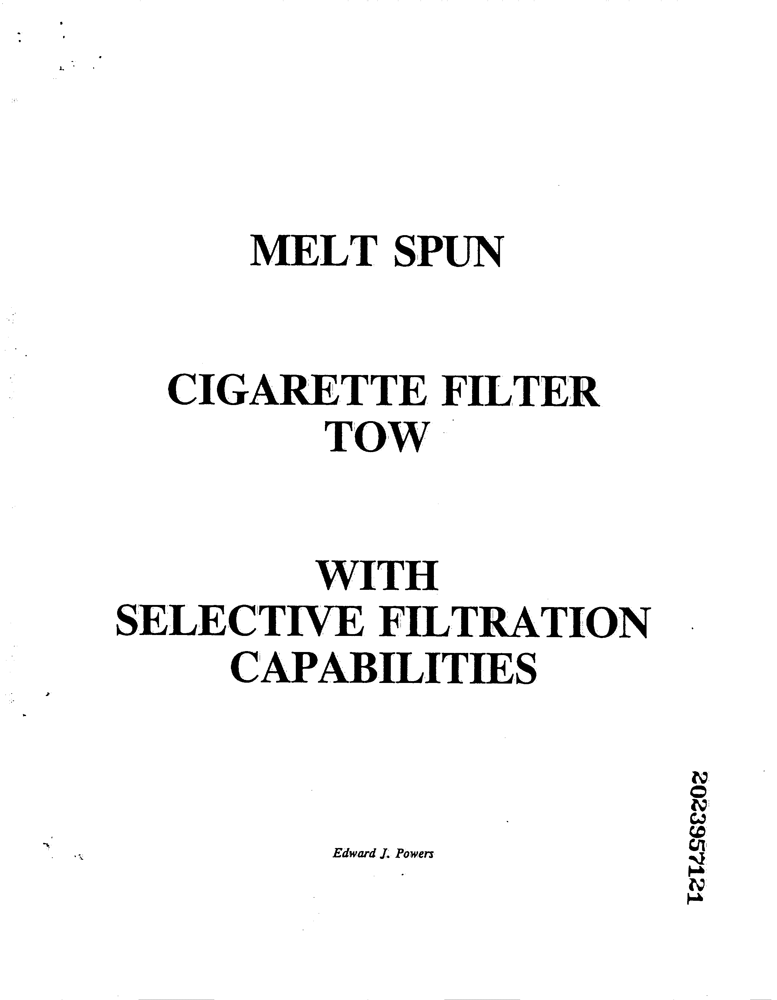 MELT SPUN
CIGARETTE FILTER
TOW
WITH
SELECTIVE FILTRATION
CAPABILITIES
Edward J. Powers
2023957121